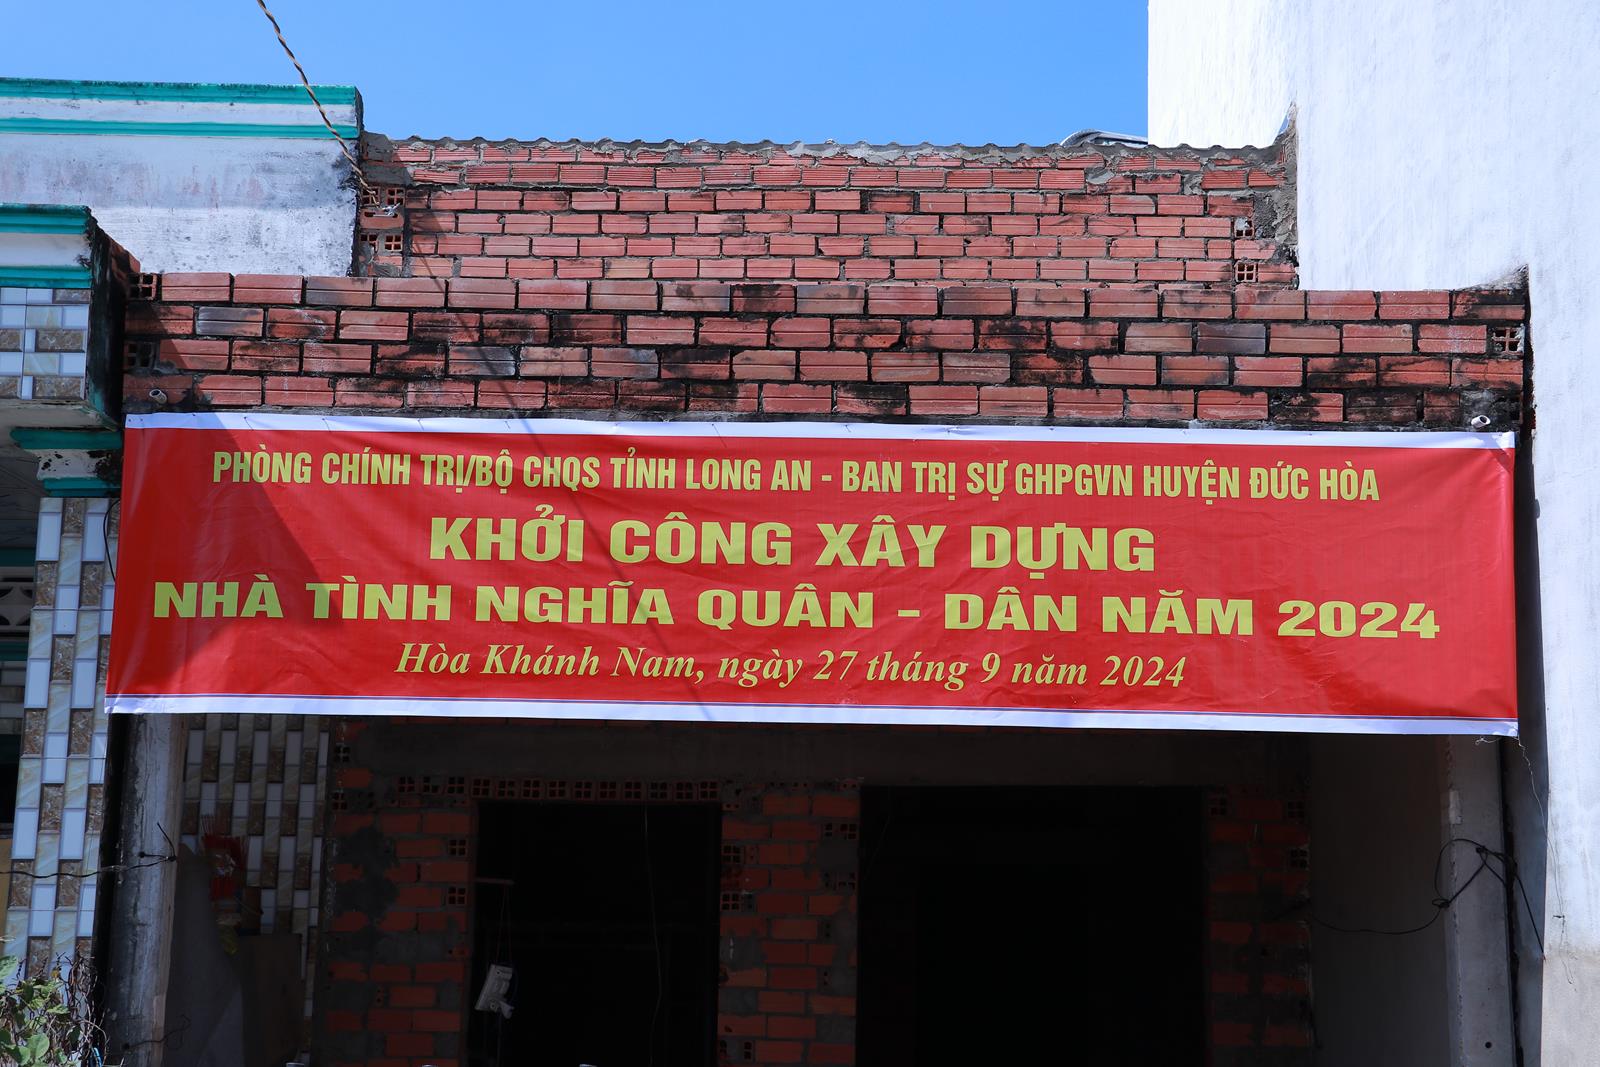 PHÒNG CHÍNH TRỊ/BỘ CHQS TỈNH LONG AN - BAN TRỊ SỰ GHPGVN HUYỆN ĐỨC HÒA
KHỞI CÔNG XÂY DỰNG
NHÀ TÌNH NGHĨA QUÂN - DÂN NĂM 2024
Hòa Khánh Nam, ngày 27 tháng 9 năm 2024